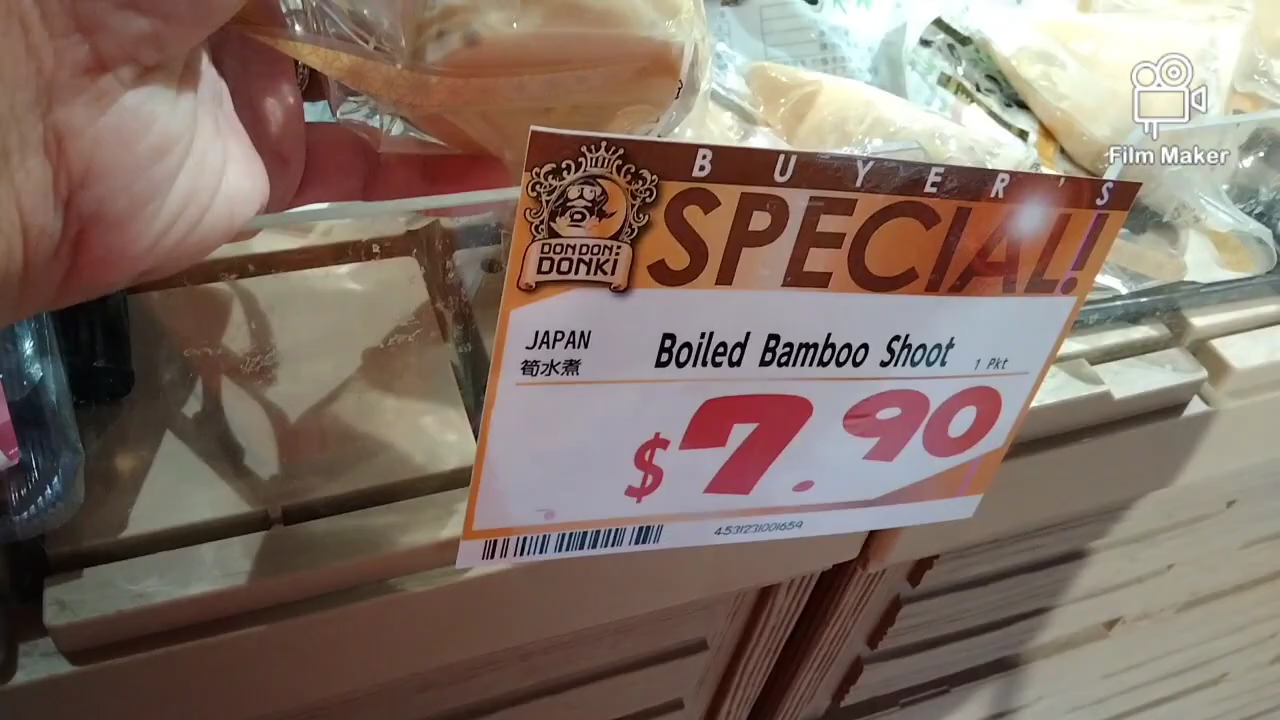 Film Maker
BUYER'S
SPECIAL!
DON DON:
DONKI
JAPAN
筍水煮
Boiled Bamboo Shoot 1 Pkt
$7.90
4531231001659